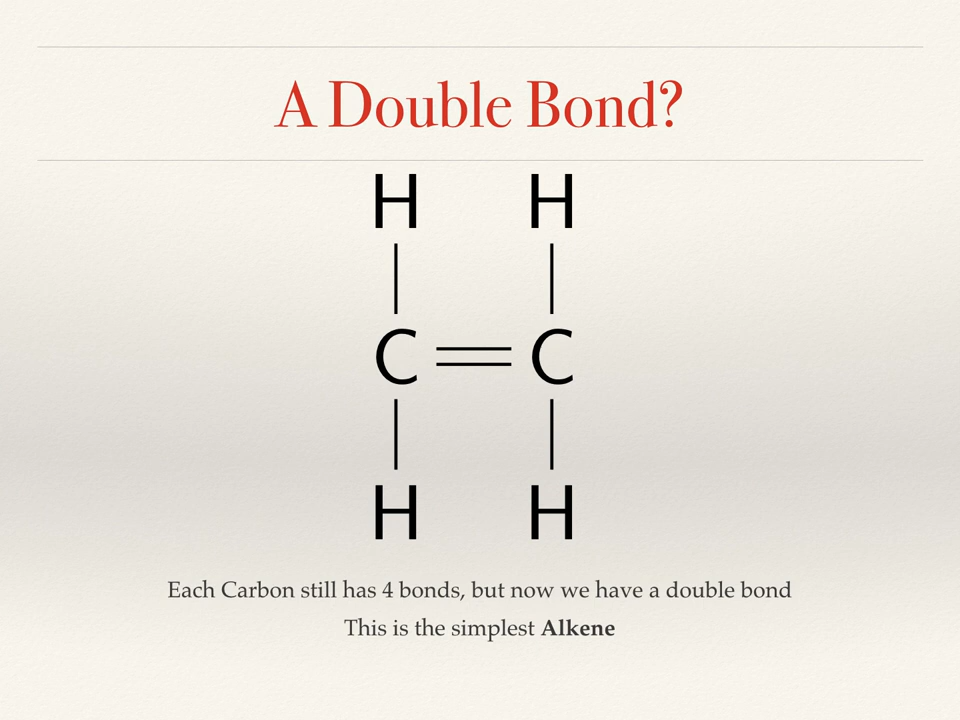 A Double Bond?
H H
C C
H H
Each Carbon still has 4 bonds, but now we have a double bond
This is the simplest Alkene